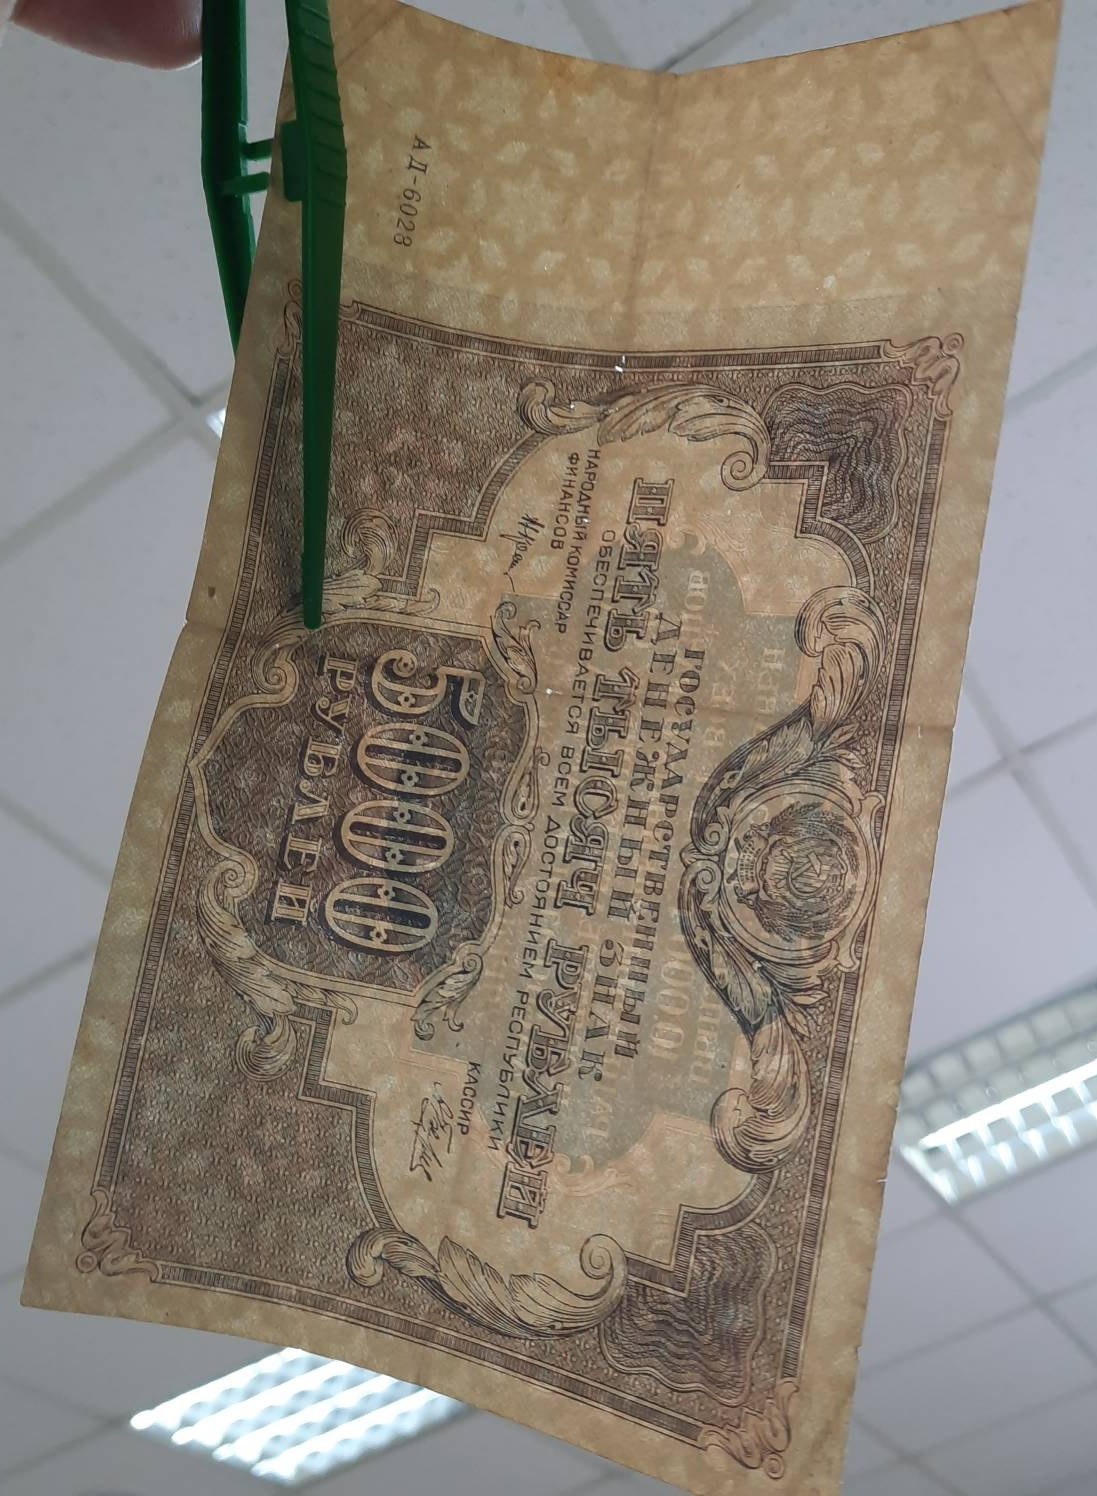 АД-6028
ГОСУДАРСТВЕННЫЙ
ДЕНЕЖНЫЙ ЗНАК
ПЯТЬ ТЫСЯЧ РУБЛЕЙ
ОБЕСПЕЧИВАЕТСЯ ВСЕМ ДОСТОЯНИЕМ РЕСПУБЛИКИ
НАРОДНЫЙ КОМИССАР
ФИНАНСОВ
КАССИР
5000
РУБЛЕЙ